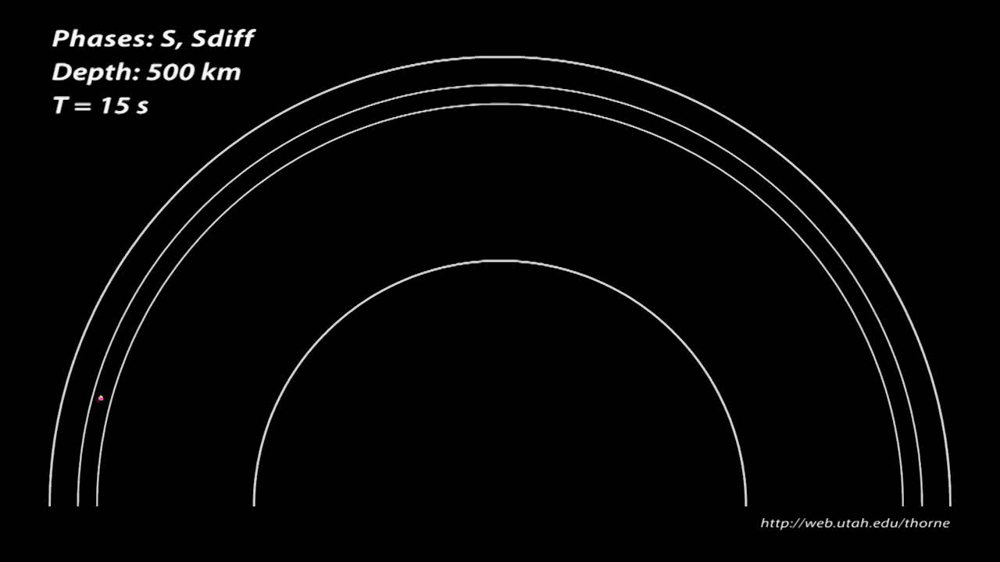 Phases: S, Sdiff
Depth: 500 km
T = 15 s
http://web.utah.edu/thorne